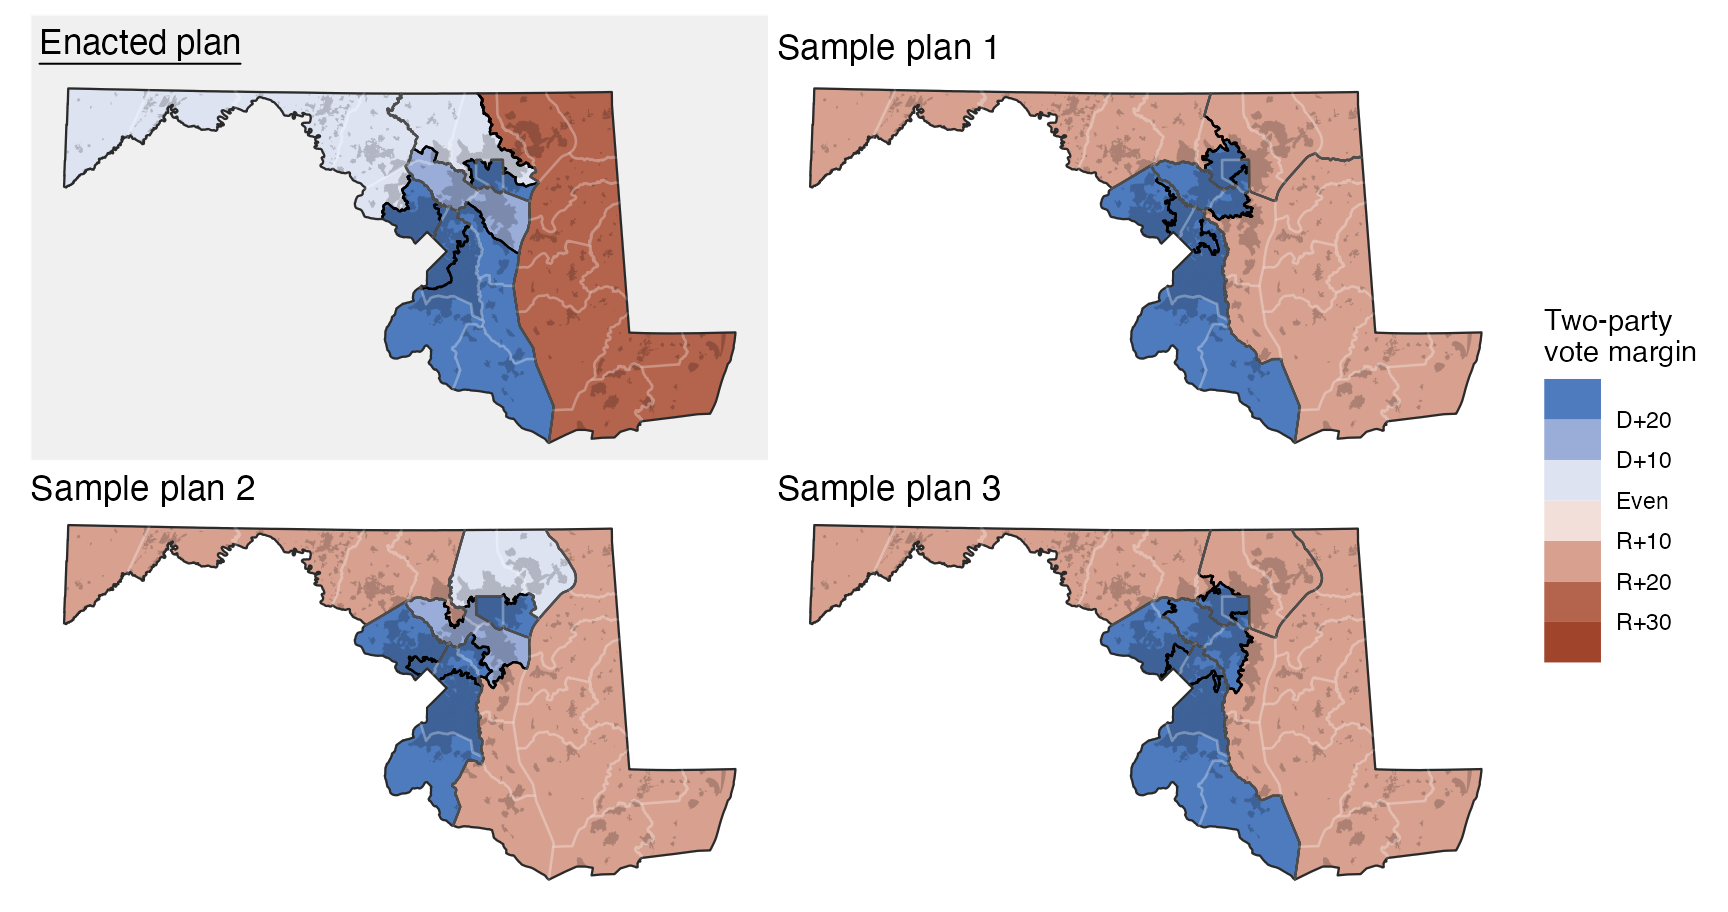 Enacted plan
Sample plan 1
Sample plan 2
Sample plan 3
Two-party
vote margin
D+20
D+10
Even
R+10
R+20
R+30